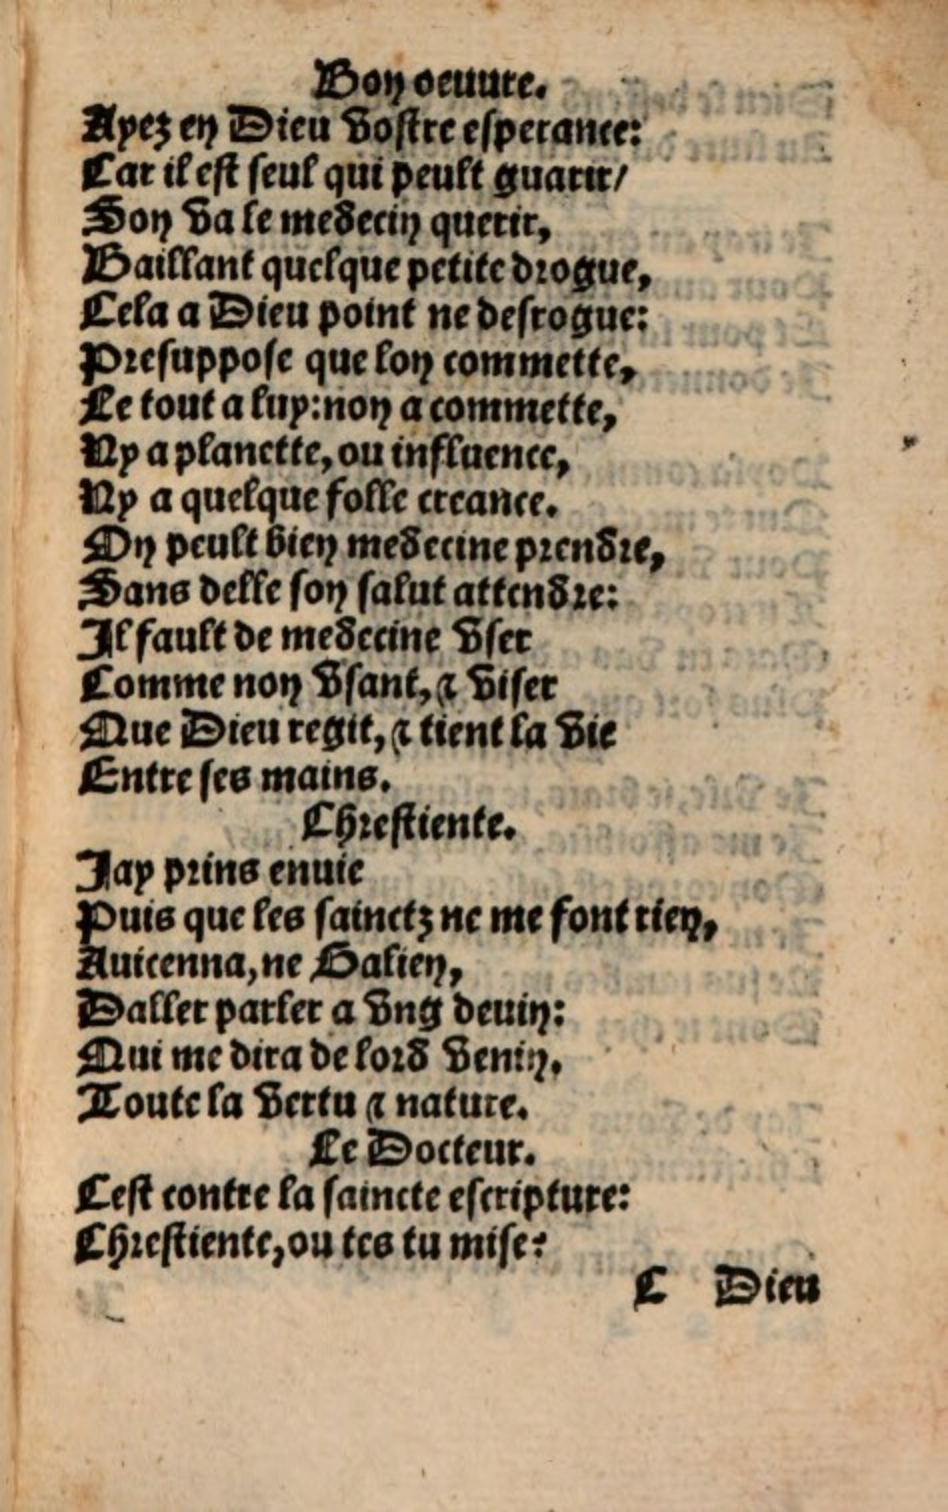 Bon oeuure.
Ayez en Dieu vostre esperance:
Car il est seul qui peult guarir/
Son va le medecin querir,
Baillant quelque petite drogue,
Cela a Dieu point ne desrogue:
Presuppose que lon commette,
Le tout a luy:non a commette,
Ny a planette, ou influence,
Ny a quelque folle creance.
On peult bien medecine prendre,
Sans delle son salut attendre:
Il fault de medecine vser
Comme non vsant, & viser
Que Dieu regit, & tient la vie
Entre ses mains.
Chrestiente.
Jay prins enuie
Puis que les sainctz ne me font rien,
Auicenna, ne Galien,
Daller parler a vng deuin:
Qui me dira de lord venin,
Toute la vertu & nature.
Le Docteur.
Cest contre la saincte escripture:
Chrestiente, ou tes tu mise?
C Dieu